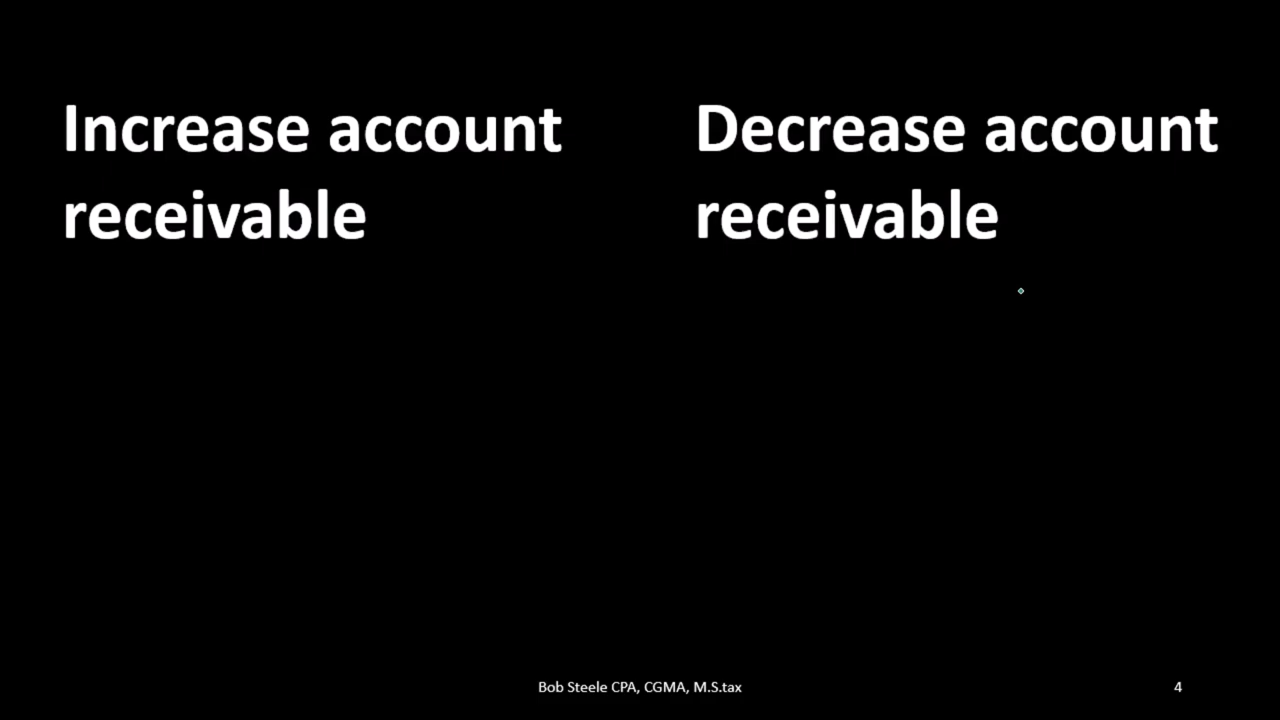 Increase account
receivable
Decrease account
receivable
Bob Steele CPA, CGMA, M.S.tax
4